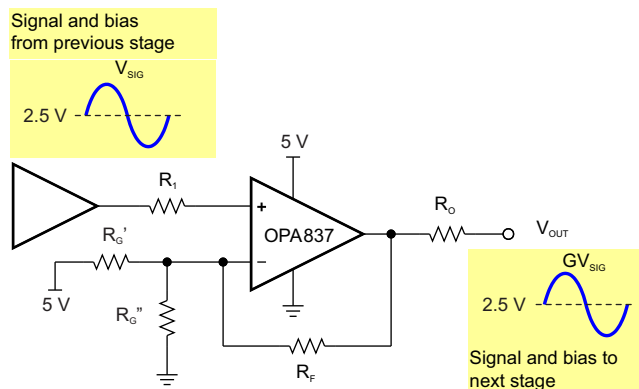 Signal and bias
from previous stage
V_SIG
2.5 V
5 V
R_1
+
OPA837
−
R_O
V_OUT
R_G'
5 V
R_G"
R_F
GV_SIG
2.5 V
Signal and bias to
next stage